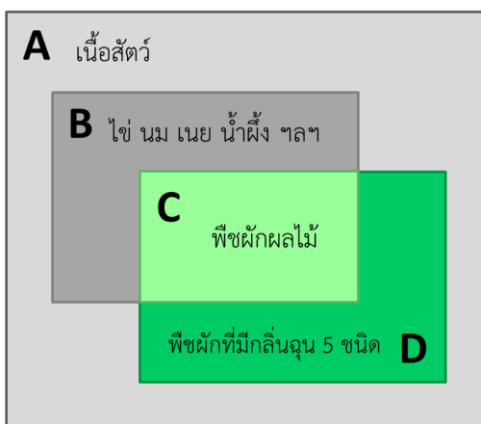 A เนื้อสัตว์
B ไข่ นม เนย น้ำผึ้ง ฯลฯ
C
พืชผักผลไม้
พืชผักที่มีกลิ่นฉุน 5 ชนิด D